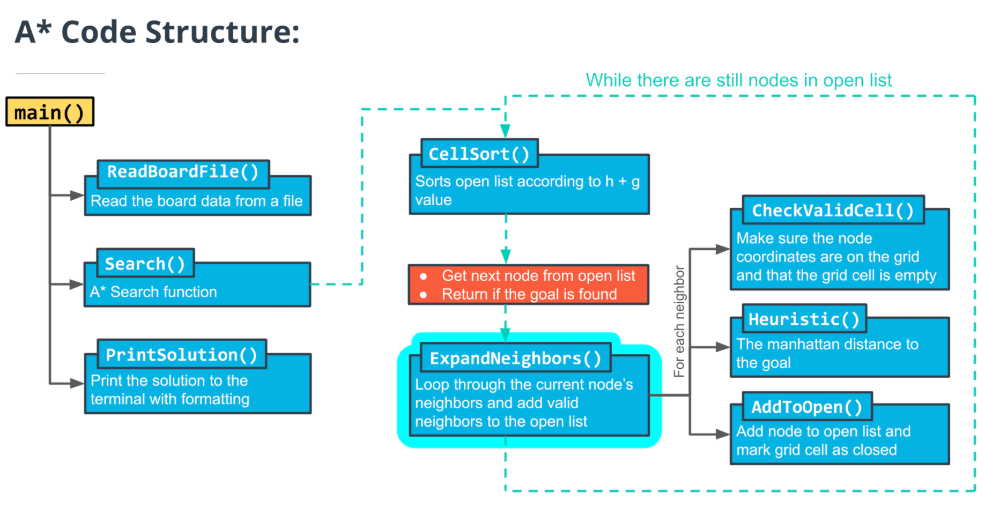 A* Code Structure:
While there are still nodes in open list
main()
ReadBoardFile()
Read the board data from a file
Search()
A* Search function
PrintSolution()
Print the solution to the
terminal with formatting
CellSort()
Sorts open list according to h + g
value
● Get next node from open list
● Return if the goal is found
ExpandNeighbors()
Loop through the current node's
neighbors and add valid
neighbors to the open list
For each neighbor
CheckValidCell()
Make sure the node
coordinates are on the grid
and that the grid cell is empty
Heuristic()
The manhattan distance to
the goal
AddToOpen()
Add node to open list and
mark grid cell as closed